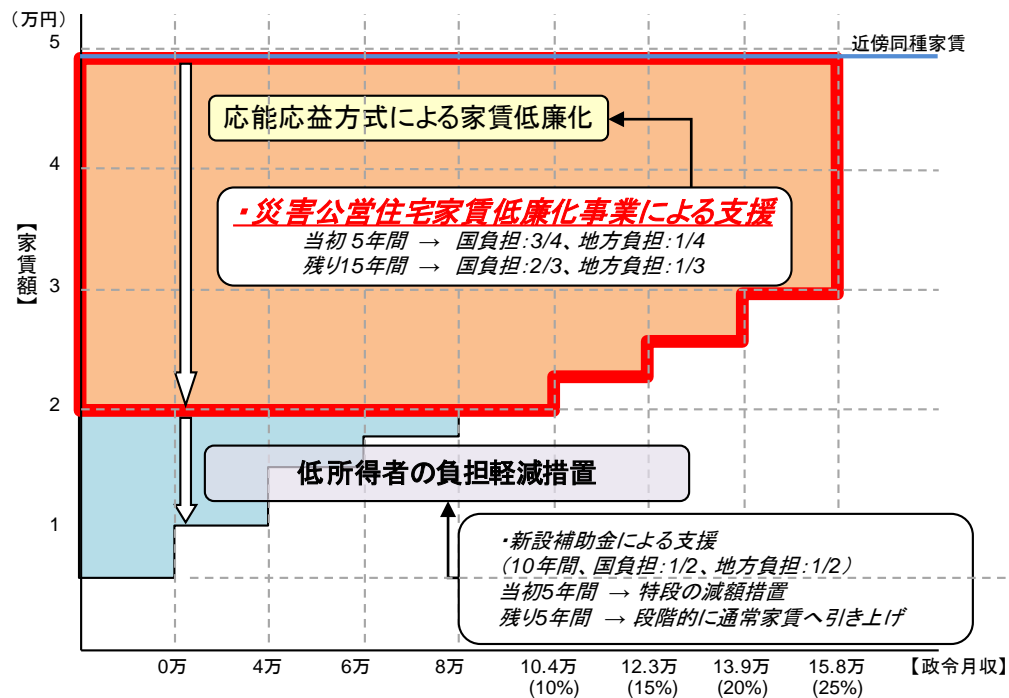 （万円）
5
近傍同種家賃
応能応益方式による家賃低廉化
4
・災害公営住宅家賃低廉化事業による支援
当初 5年間 → 国負担：3/4、地方負担：1/4
残り15年間 → 国負担：2/3、地方負担：1/3
【家賃額】
3
2
低所得者の負担軽減措置
1
・新設補助金による支援
（10年間、国負担：1/2、地方負担：1/2）
当初5年間 → 特段の減額措置
残り5年間 → 段階的に通常家賃へ引き上げ
0万 4万 6万 8万 10.4万 12.3万 13.9万 15.8万 【政令月収】
(10%) (15%) (20%) (25%)